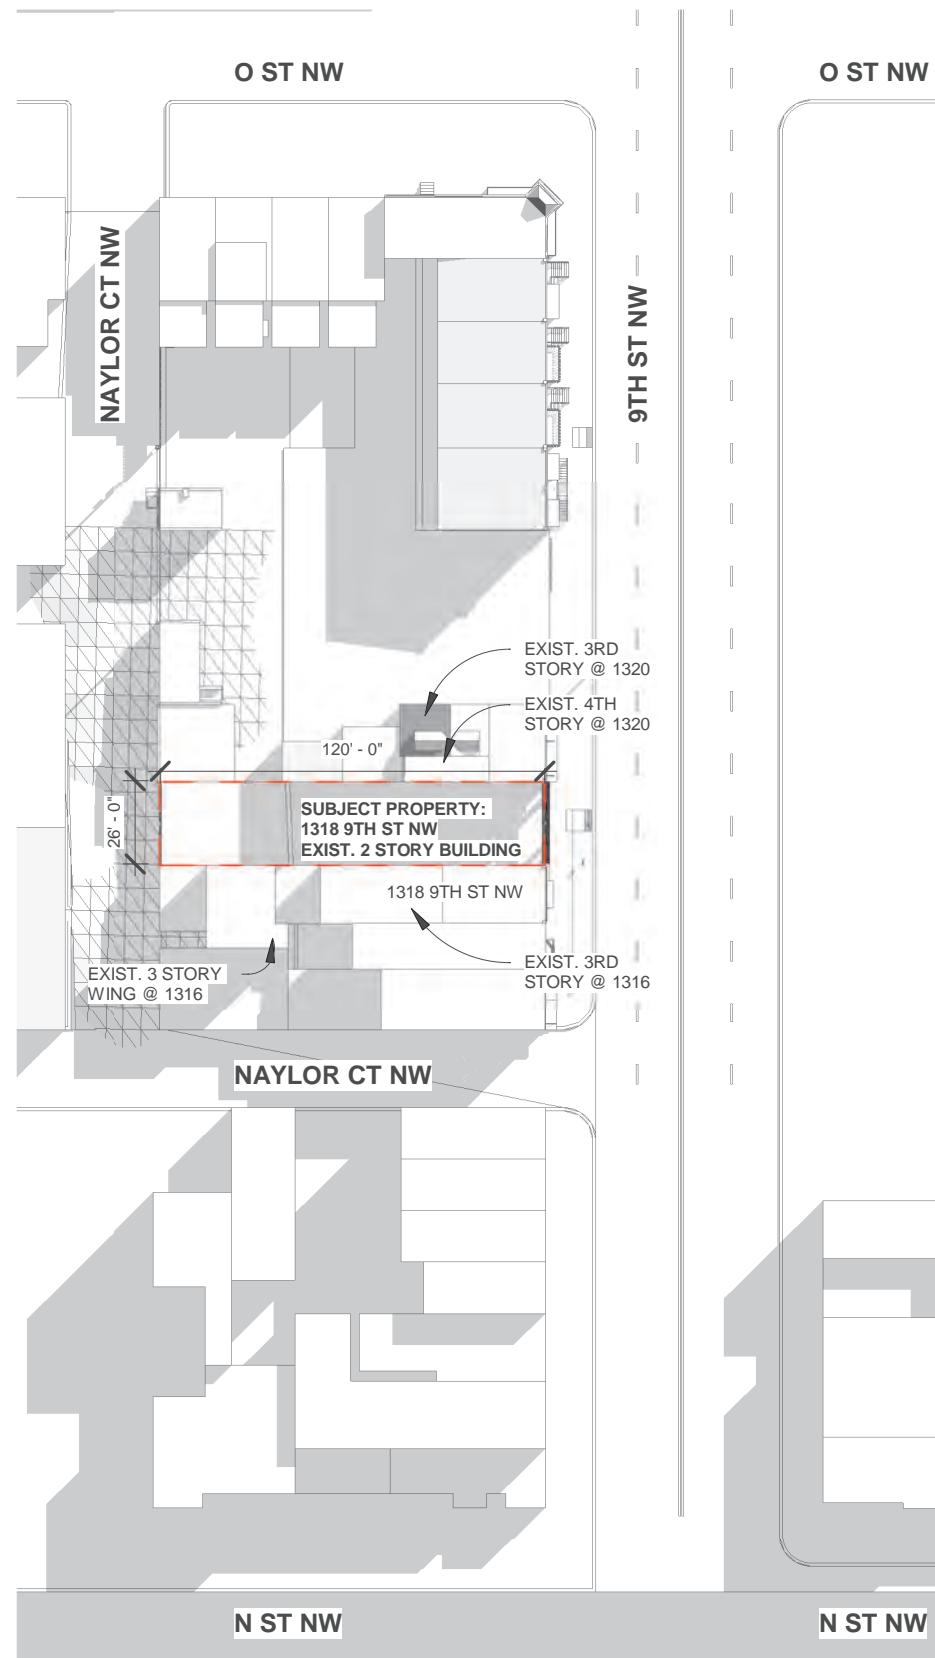 O ST NW
O ST NW
NAYLOR CT NW
9TH ST NW
EXIST. 3RD
STORY @ 1320
EXIST. 4TH
STORY @ 1320
120' - 0"
26' - 0"
SUBJECT PROPERTY:
1318 9TH ST NW
EXIST. 2 STORY BUILDING
1318 9TH ST NW
EXIST. 3 STORY
WING @ 1316
EXIST. 3RD
STORY @ 1316
NAYLOR CT NW
N ST NW
N ST NW